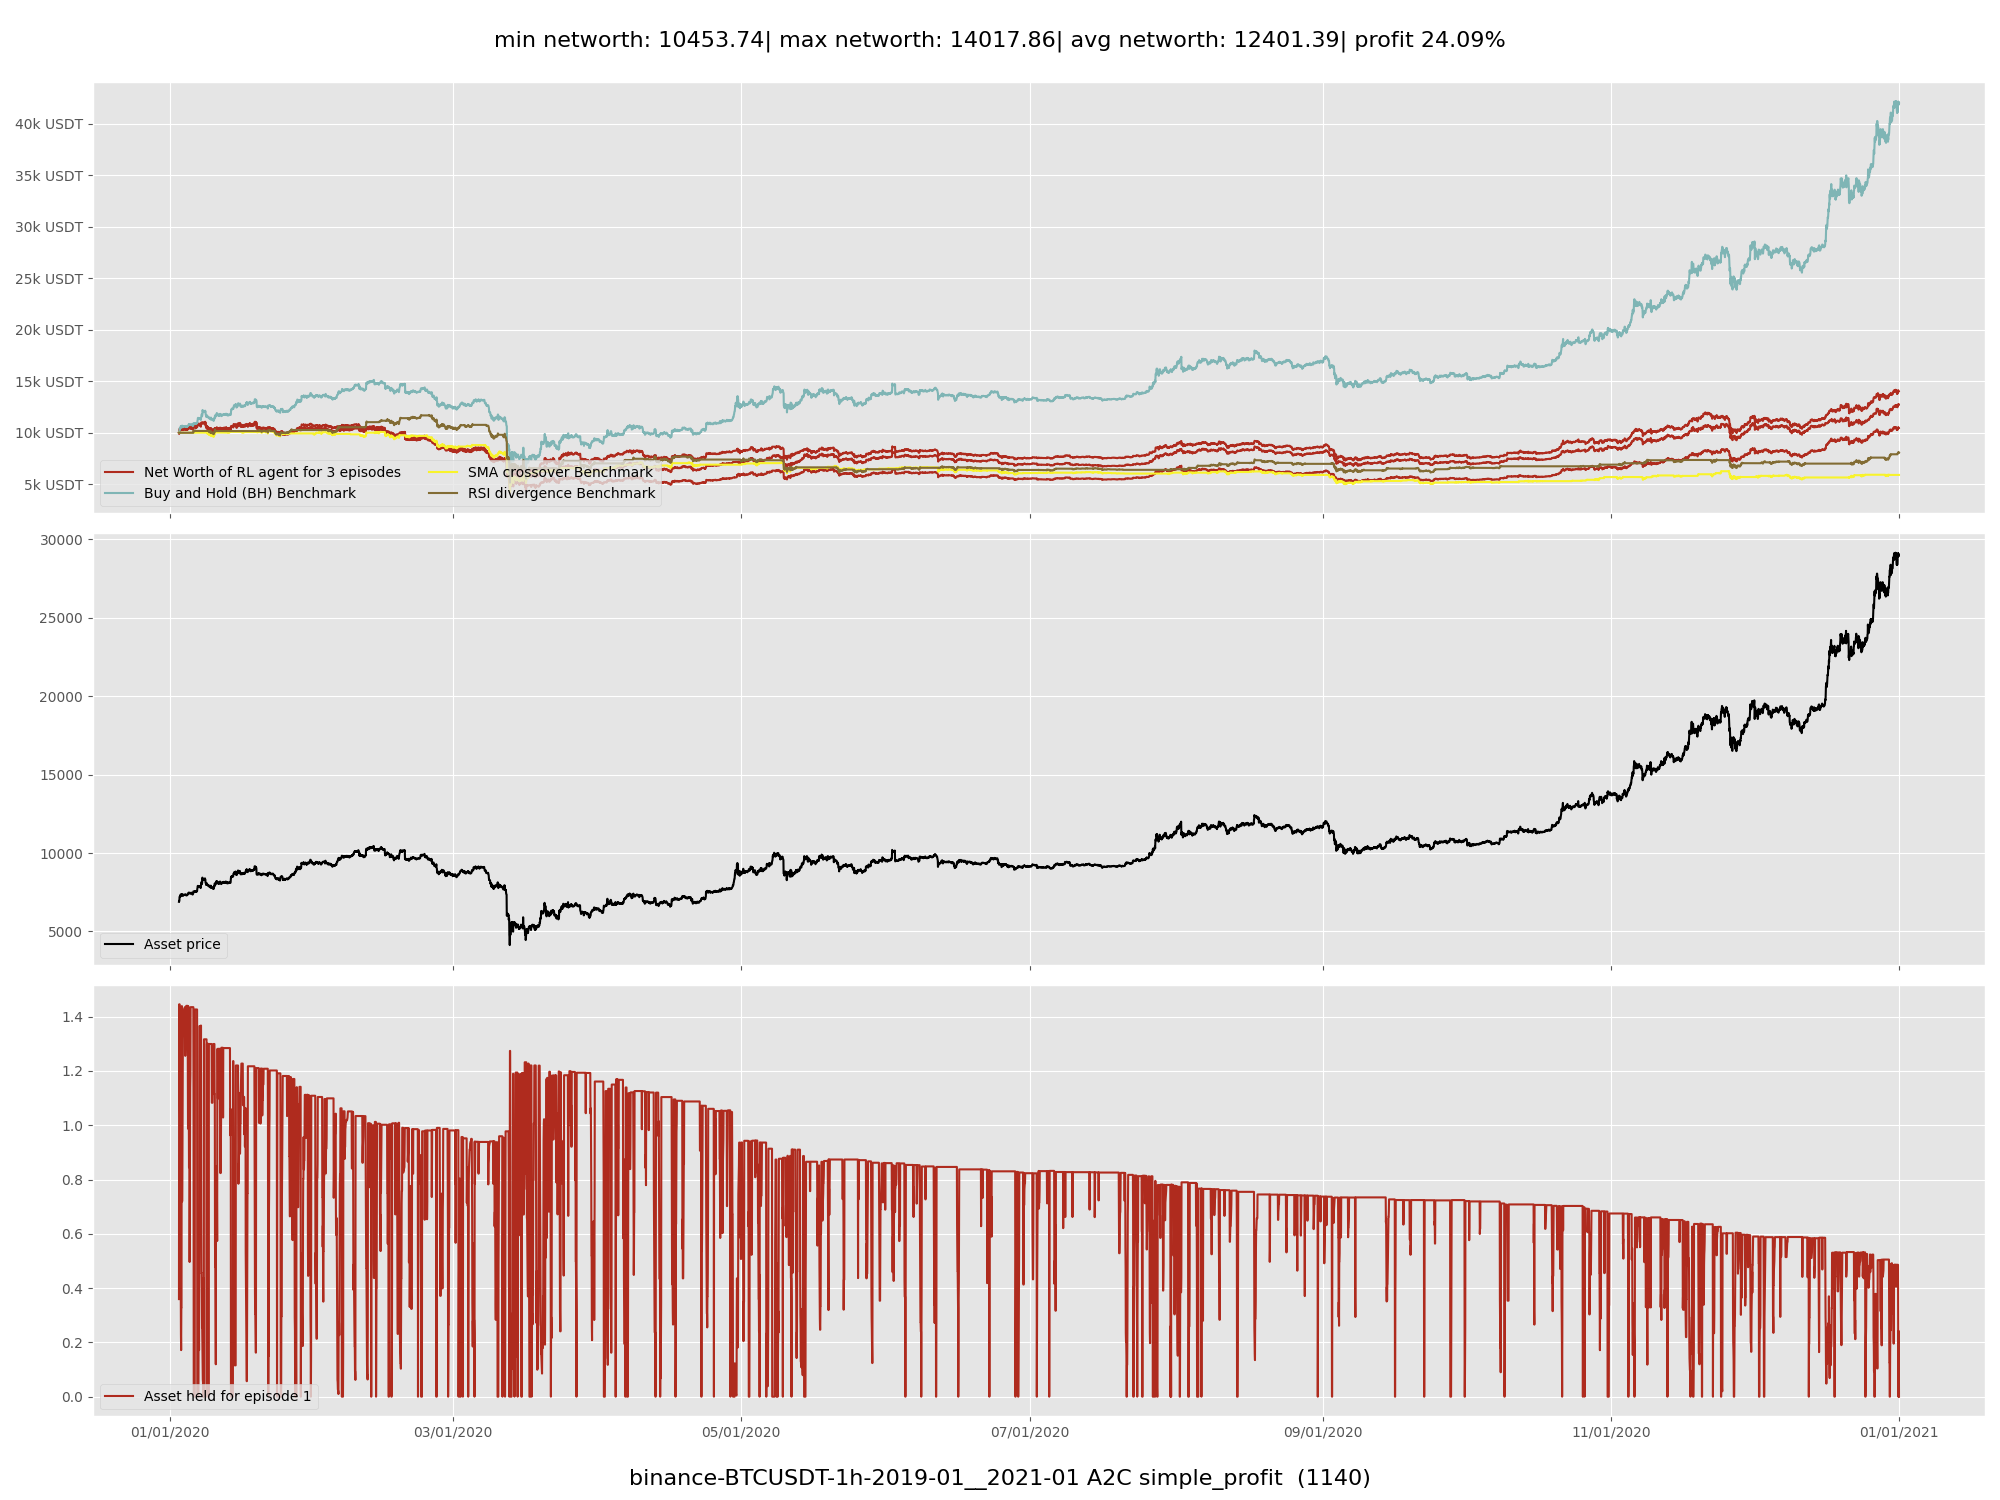 min networth: 10453.74| max networth: 14017.86| avg networth: 12401.39| profit 24.09%
40k USDT
35k USDT
30k USDT
25k USDT
20k USDT
15k USDT
10k USDT
5k USDT
Net Worth of RL agent for 3 episodes
Buy and Hold (BH) Benchmark
SMA crossover Benchmark
RSI divergence Benchmark
30000
25000
20000
15000
10000
5000
Asset price
1.4
1.2
1.0
0.8
0.6
0.4
0.2
0.0
Asset held for episode 1
01/01/2020 03/01/2020 05/01/2020 07/01/2020 09/01/2020 11/01/2020 01/01/2021
binance-BTCUSDT-1h-2019-01__2021-01 A2C simple_profit (1140)